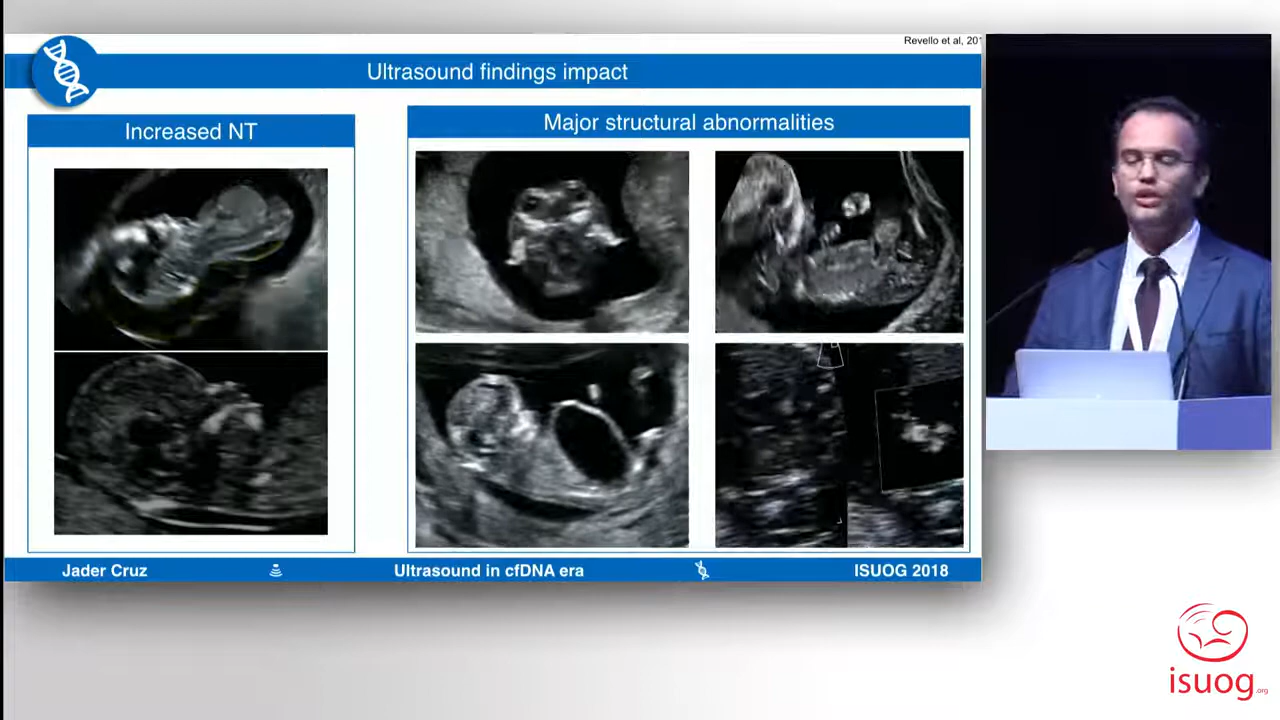 Revello et al,
Ultrasound findings impact
Increased NT
Major structural abnormalities
Jader Cruz
Ultrasound in cfDNA era
ISUOG 2018
isuog.org